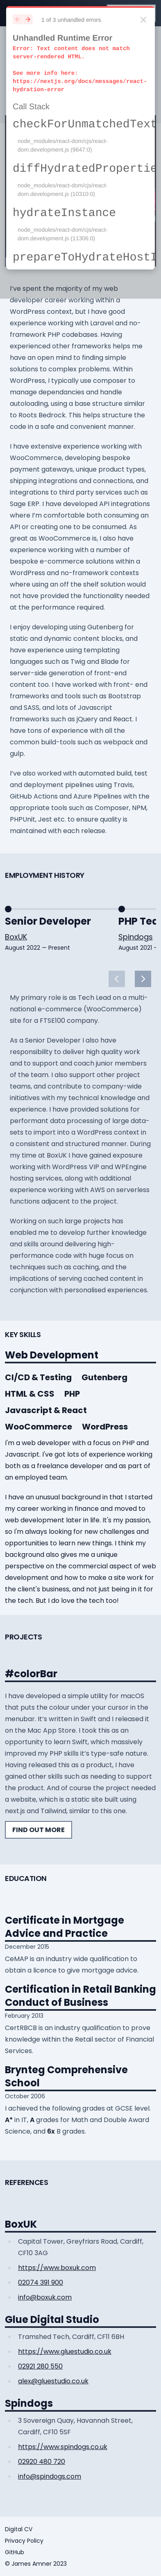 1 of 3 unhandled errors
Unhandled Runtime Error
Error: Text content does not match
server-rendered HTML.
See more info here:
https://nextjs.org/docs/messages/react-
hydration-error
Call Stack
checkForUnmatchedText
node_modules/react-dom/cjs/react-
dom.development.js (9647:0)
diffHydratedPropertie
node_modules/react-dom/cjs/react-
dom.development.js (10310:0)
hydrateInstance
node_modules/react-dom/cjs/react-
dom.development.js (11306:0)
prepareToHydrateHostI
I've spent the majority of my web
developer career working within a
WordPress context, but I have good
experience working with Laravel and no-
framework PHP codebases. Having
experienced other frameworks helps me
have an open mind to finding simple
solutions to complex problems. Within
WordPress, I typically use composer to
manage dependancies and handle
autoloading, using a base structure similar
to Roots Bedrock. This helps structure the
code in a safe and convenient manner.
I have extensive experience working with
WooCommerce, developing bespoke
payment gateways, unique product types,
shipping integrations and connections, and
integrations to third party services such as
Sage ERP. I have developed API integrations
where I'm comfortable both consuming an
API or creating one to be consumed. As
great as WooCommerce is, I also have
experience with a number of
bespoke e-commerce solutions within a
WordPress and no-framework contexts
where an off the shelf solution would
not have provided the functionality needed
at the performance required.
I enjoy developing using Gutenberg for
static and dynamic content blocks, and
have experience using templating
languages such as Twig and Blade for
server-side generation of front-end
content too. I have worked with front- end
frameworks and tools such as Bootstrap
and SASS, and lots of Javascript
frameworks such as jQuery and React. I
have tons of experience with all the
common build-tools such as webpack and
gulp.
I've also worked with automated build, test
and deployment pipelines using Travis,
GitHub Actions and Azure Pipelines with the
appropriate tools such as Composer, NPM,
PHPUnit, Jest etc. to ensure quality is
maintained with each release.
EMPLOYMENT HISTORY
Senior Developer
BoxUK
August 2022 — Present
PHP Tec
Spindogs
August 2021 –
My primary role is as Tech Lead on a multi-
national e-commerce (WooCommerce)
site for a FTSE100 company.
As a Senior Developer I also have
responsibility to deliver high quality work
and to support and coach junior members
of the team. I also support other project
teams, and contribute to company-wide
initiatives with my technical knowledge and
experience. I have provided solutions for
performant data processing of large data-
sets to be imported into a WordPress site in
a consistent and structured manner. During
my time at BoxUK I have gained exposure
working with WordPress VIP and WPEngine
hosting services, along with additional
experience working with AWS on serverless
functions adjacent to the project.
Working on such large projects has
enabled me to develop further knowledge
and skills around delivering high-
performance code with huge focus on
techniques such as caching, and the
implications of serving cached content in
conjunction with personalised experiences.
KEY SKILLS
Web Development
CI/CD & Testing Gutenberg
HTML & CSS PHP
Javascript & React
WooCommerce WordPress
I'm a web developer with a focus on PHP and
Javascript. I've got lots of experience working
both as a freelance developer and as part of
an employed team.
I have an unusual background in that I started
my career working in finance and moved to
web development later in life. It's my passion,
so I'm always looking for new challenges and
opportunities to learn new things. I think my
background also gives me a unique
perspective on the commercial aspect of web
development and how to make a site work for
the client's business, and not just bring in it for
the tech. But I do love the tech too!
PROJECTS
#colorBar
I have developed a simple utility for macOS
that puts the colour under your cursor in the
menubar. It's written in Swift and I released it
on the Mac App Store. I took this as an
opportunity to learn Swift, which massively
improved my PHP skills with it's type-safe nature.
Having released this as a product, I have
gained other skills such as needing to support
the product. And of course the project needed
a website, which is a static site built using
next.js and Tailwind, similar to this one.
FIND OUT MORE
EDUCATION
Certificate in Mortgage
Advice and Practice
December 2015
CeMAP is an industry wide qualification to
obtain a licence to give mortgage advice.
Certification in Retail Banking
Conduct of Business
February 2013
CertRBCB is an industry qualification to prove
knowledge within the Retail sector of Financial
Services.
Brynteg Comprehensive
School
October 2006
I achieved the following grades at GCSE level.
A* in IT, A grades for Math and Double Award
Science, and 6x B grades.
REFERENCES
BoxUK
Capital Tower, Greyfriars Road, Cardiff,
CF10 3AG
https://www.boxuk.com
02074 391 900
info@boxuk.com
Glue Digital Studio
Tramshed Tech, Cardiff, CF11 6BH
https://www.gluestudio.co.uk
02921 280 550
alex@gluestudio.co.uk
Spindogs
3 Sovereign Quay, Havannah Street,
Cardiff, CF10 5SF
https://www.spindogs.co.uk
02920 480 720
info@spindogs.com
Digital CV
Privacy Policy
GitHub
© James Amner 2023